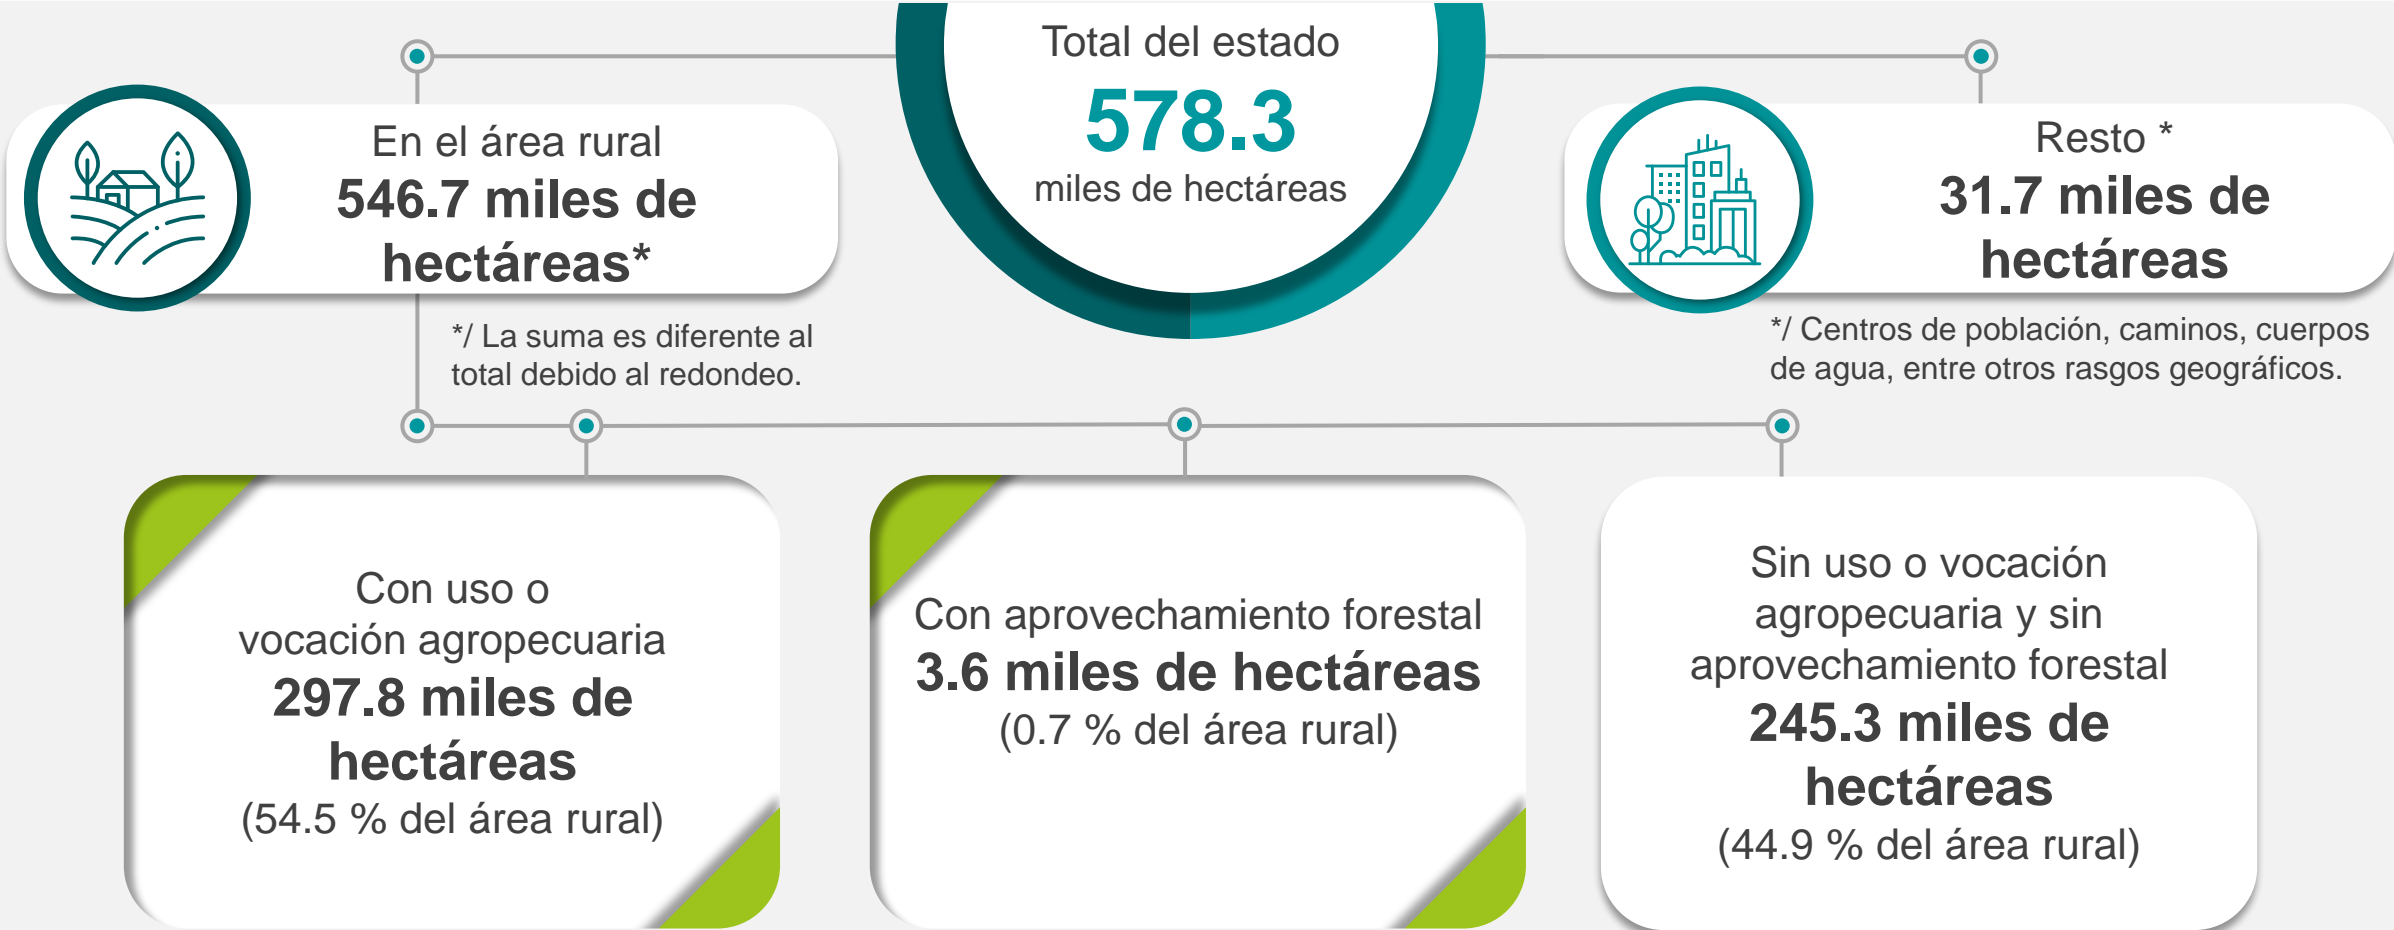 Total del estado
578.3
miles de hectáreas
En el área rural
546.7 miles de
hectáreas*
*/ La suma es diferente al
total debido al redondeo.
Resto *
31.7 miles de
hectáreas
*/ Centros de población, caminos, cuerpos
de agua, entre otros rasgos geográficos.
Con uso o
vocación agropecuaria
297.8 miles de
hectáreas
(54.5 % del área rural)
Con aprovechamiento forestal
3.6 miles de hectáreas
(0.7 % del área rural)
Sin uso o vocación
agropecuaria y sin
aprovechamiento forestal
245.3 miles de
hectáreas
(44.9 % del área rural)